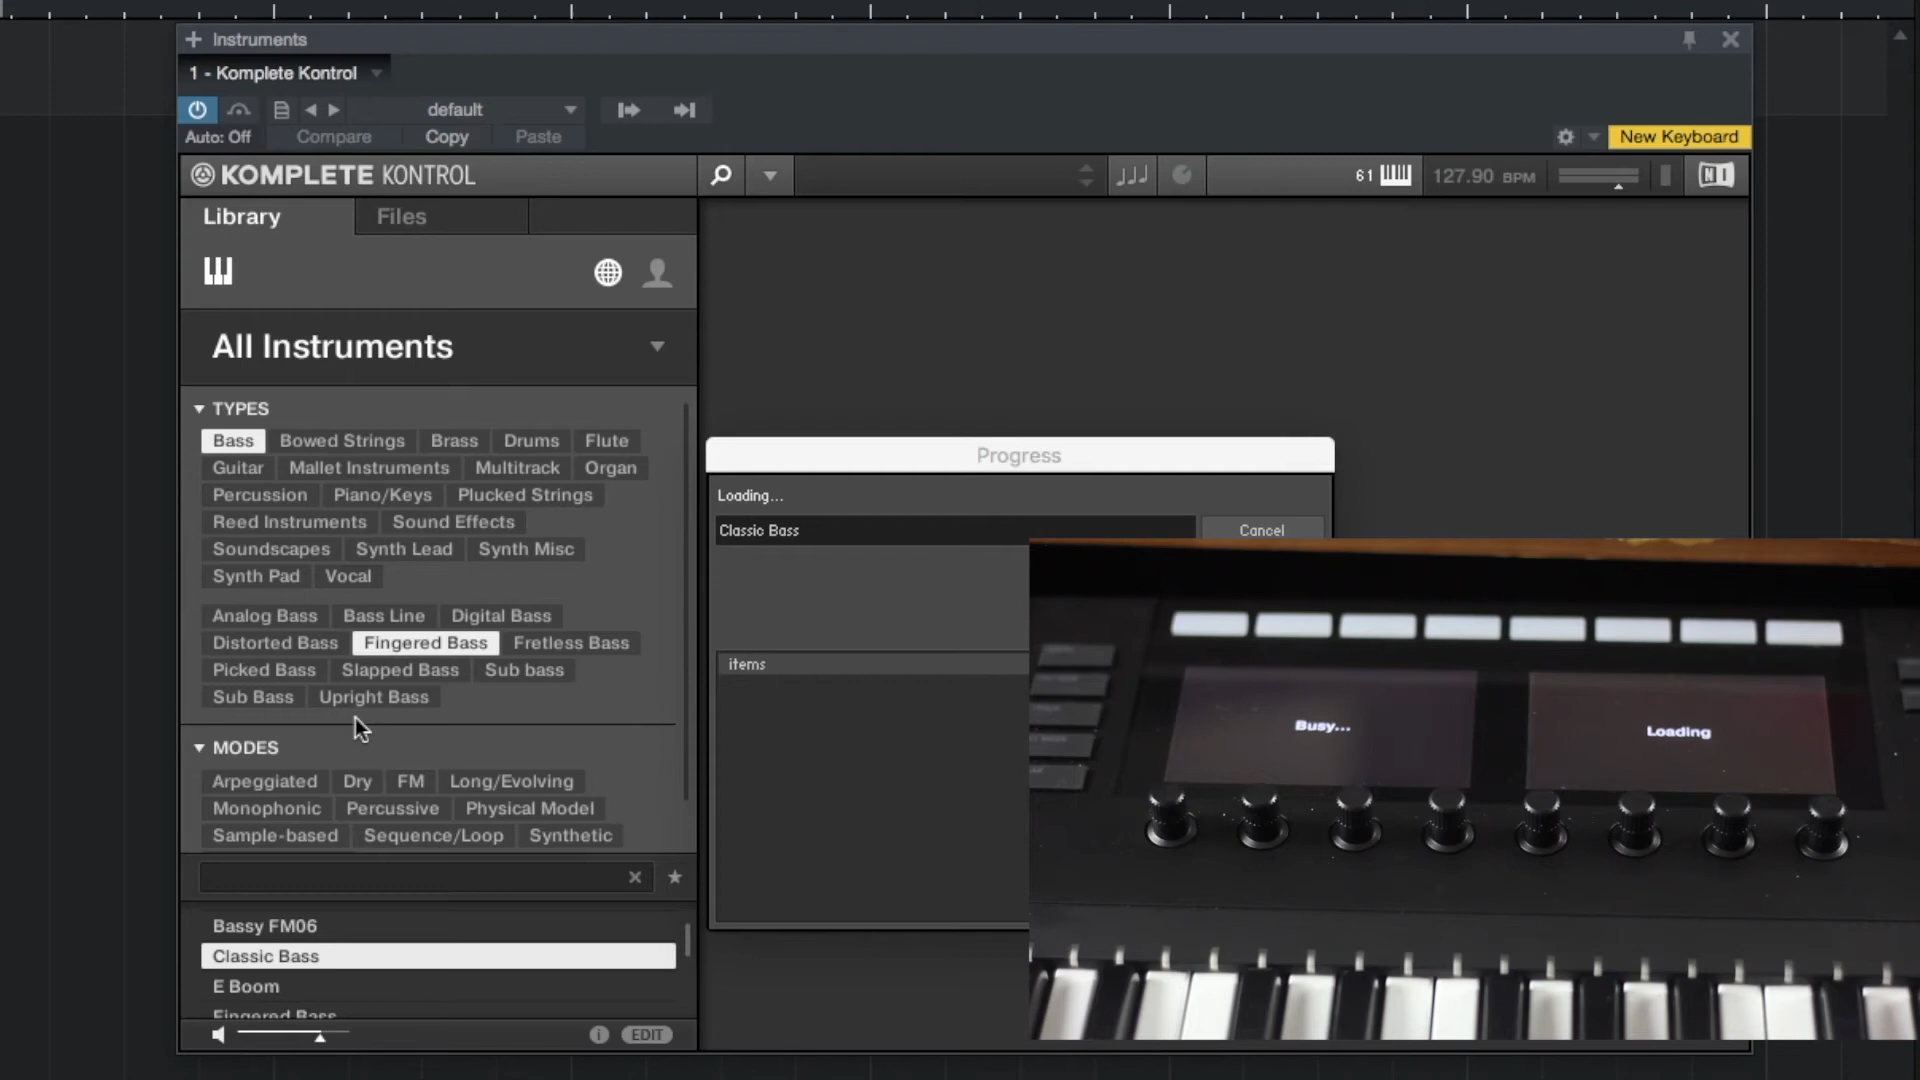 Instruments
1 - Komplete Kontrol
default
Auto: Off Compare Copy Paste
New Keyboard
KOMPLETE KONTROL
61
127.90 BPM
NI
Library Files
All Instruments
TYPES
Bass Bowed Strings Brass Drums Flute
Guitar Mallet Instruments Multitrack Organ
Percussion Piano/Keys Plucked Strings
Reed Instruments Sound Effects
Soundscapes Synth Lead Synth Misc
Synth Pad Vocal
Analog Bass Bass Line Digital Bass
Distorted Bass Fingered Bass Fretless Bass
Picked Bass Slapped Bass Sub bass
Sub Bass Upright Bass
MODES
Arpeggiated Dry FM Long/Evolving
Monophonic Percussive Physical Model
Sample-based Sequence/Loop Synthetic
Bassy FM06
Classic Bass
E Boom
Fingered Bass
EDIT
Progress
Loading...
Classic Bass
Cancel
items
Busy...
Loading